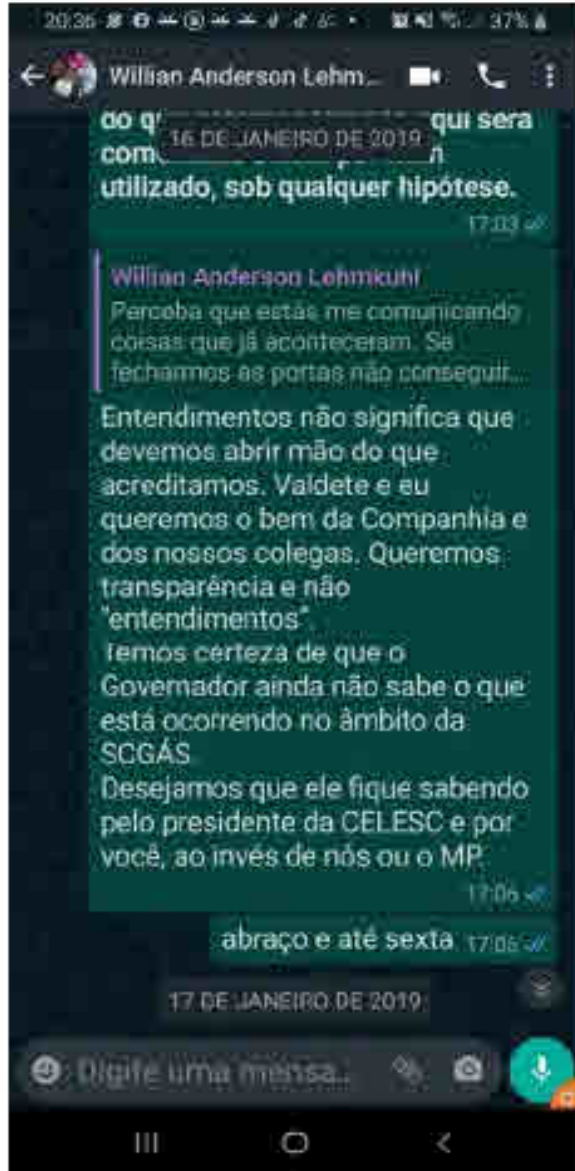 20:36
37%
Willian Anderson Lehm...
do
16 DE JANEIRO DE 2019
qui será
com
utilizado, sob qualquer hipótese.
17:03
Willian Anderson Lehmkuhl
Perceba que estás me comunicando
coisas que já aconteceram. Se
fecharmos as portas não conseguir...
Entendimentos não significa que
devemos abrir mão do que
acreditamos. Valdete e eu
queremos o bem da Companhia e
dos nossos colegas. Queremos
transparência e não
"entendimentos".
Temos certeza de que o
Governador ainda não sabe o que
está ocorrendo no âmbito da
SCGÁS.
Desejamos que ele fique sabendo
pelo presidente da CELESC e por
você, ao invés de nós ou o MP.
17:06
abraço e até sexta 17:06
17 DE JANEIRO DE 2019
Digite uma mensa...